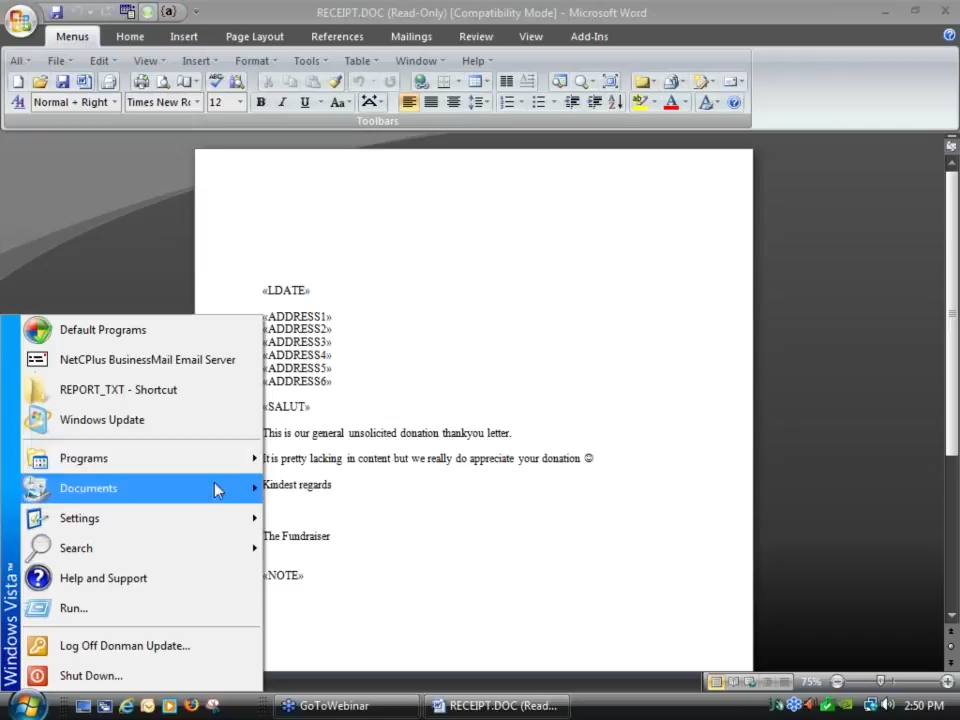 RECEIPT.DOC (Read-Only) [Compatibility Mode] - Microsoft Word
{a}
Menus Home Insert Page Layout References Mailings Review View Add-Ins
All File Edit View Insert Format Tools Table Window Help
Normal + Right Times New Ro 12 B I U Aa
Toolbars
«LDATE»
«ADDRESS1»
«ADDRESS2»
«ADDRESS3»
«ADDRESS4»
«ADDRESS5»
«ADDRESS6»
«SALUT»
This is our general unsolicited donation thankyou letter.
It is pretty lacking in content but we really do appreciate your donation ☺
Kindest regards
The Fundraiser
«NOTE»
Default Programs
NetCPlus BusinessMail Email Server
REPORT_TXT - Shortcut
Windows Update
Programs
Documents
Settings
Search
Help and Support
Run...
Log Off Donman Update...
Shut Down...
Windows Vista™
75%
GoToWebinar
RECEIPT.DOC (Read...
2:50 PM